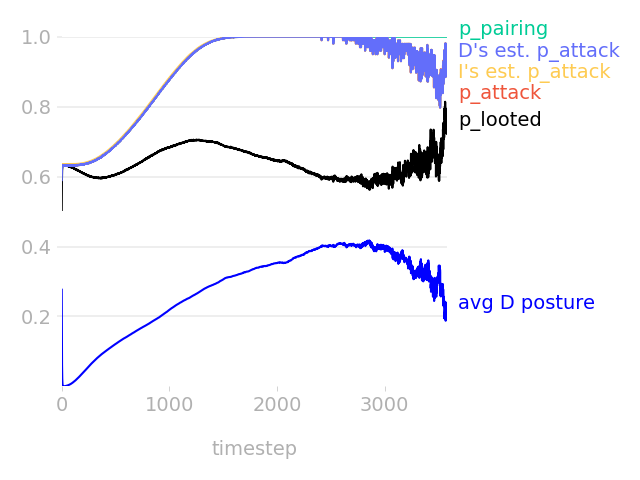 1.0
0.8
0.6
p_pairing
D's est. p_attack
I's est. p_attack
p_attack
p_looted
0.4
0.2
avg D posture
0
1000
2000
3000
timestep